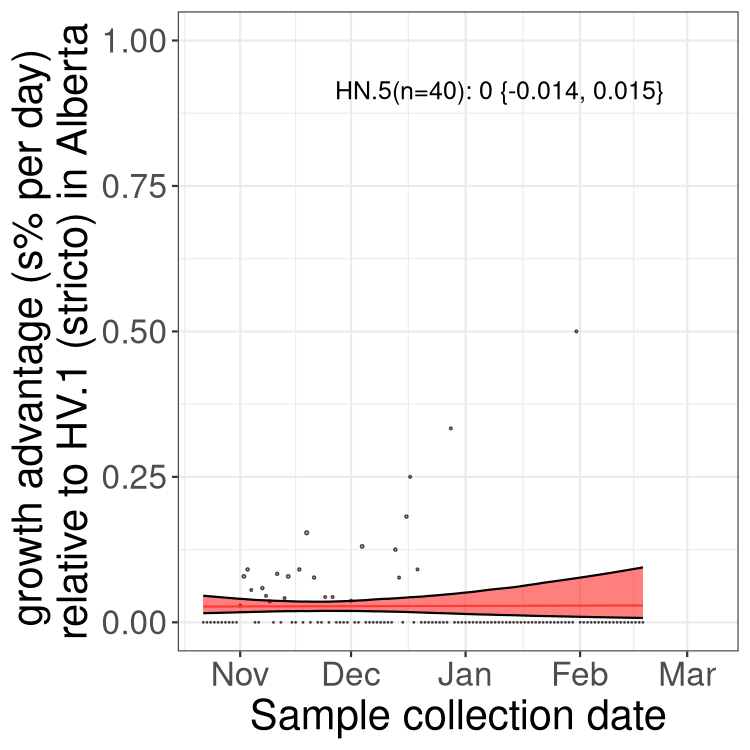 growth advantage (s% per day)
relative to HV.1 (stricto) in Alberta
1.00
0.75
0.50
0.25
0.00
HN.5(n=40): 0 {-0.014, 0.015}
Nov Dec Jan Feb Mar
Sample collection date